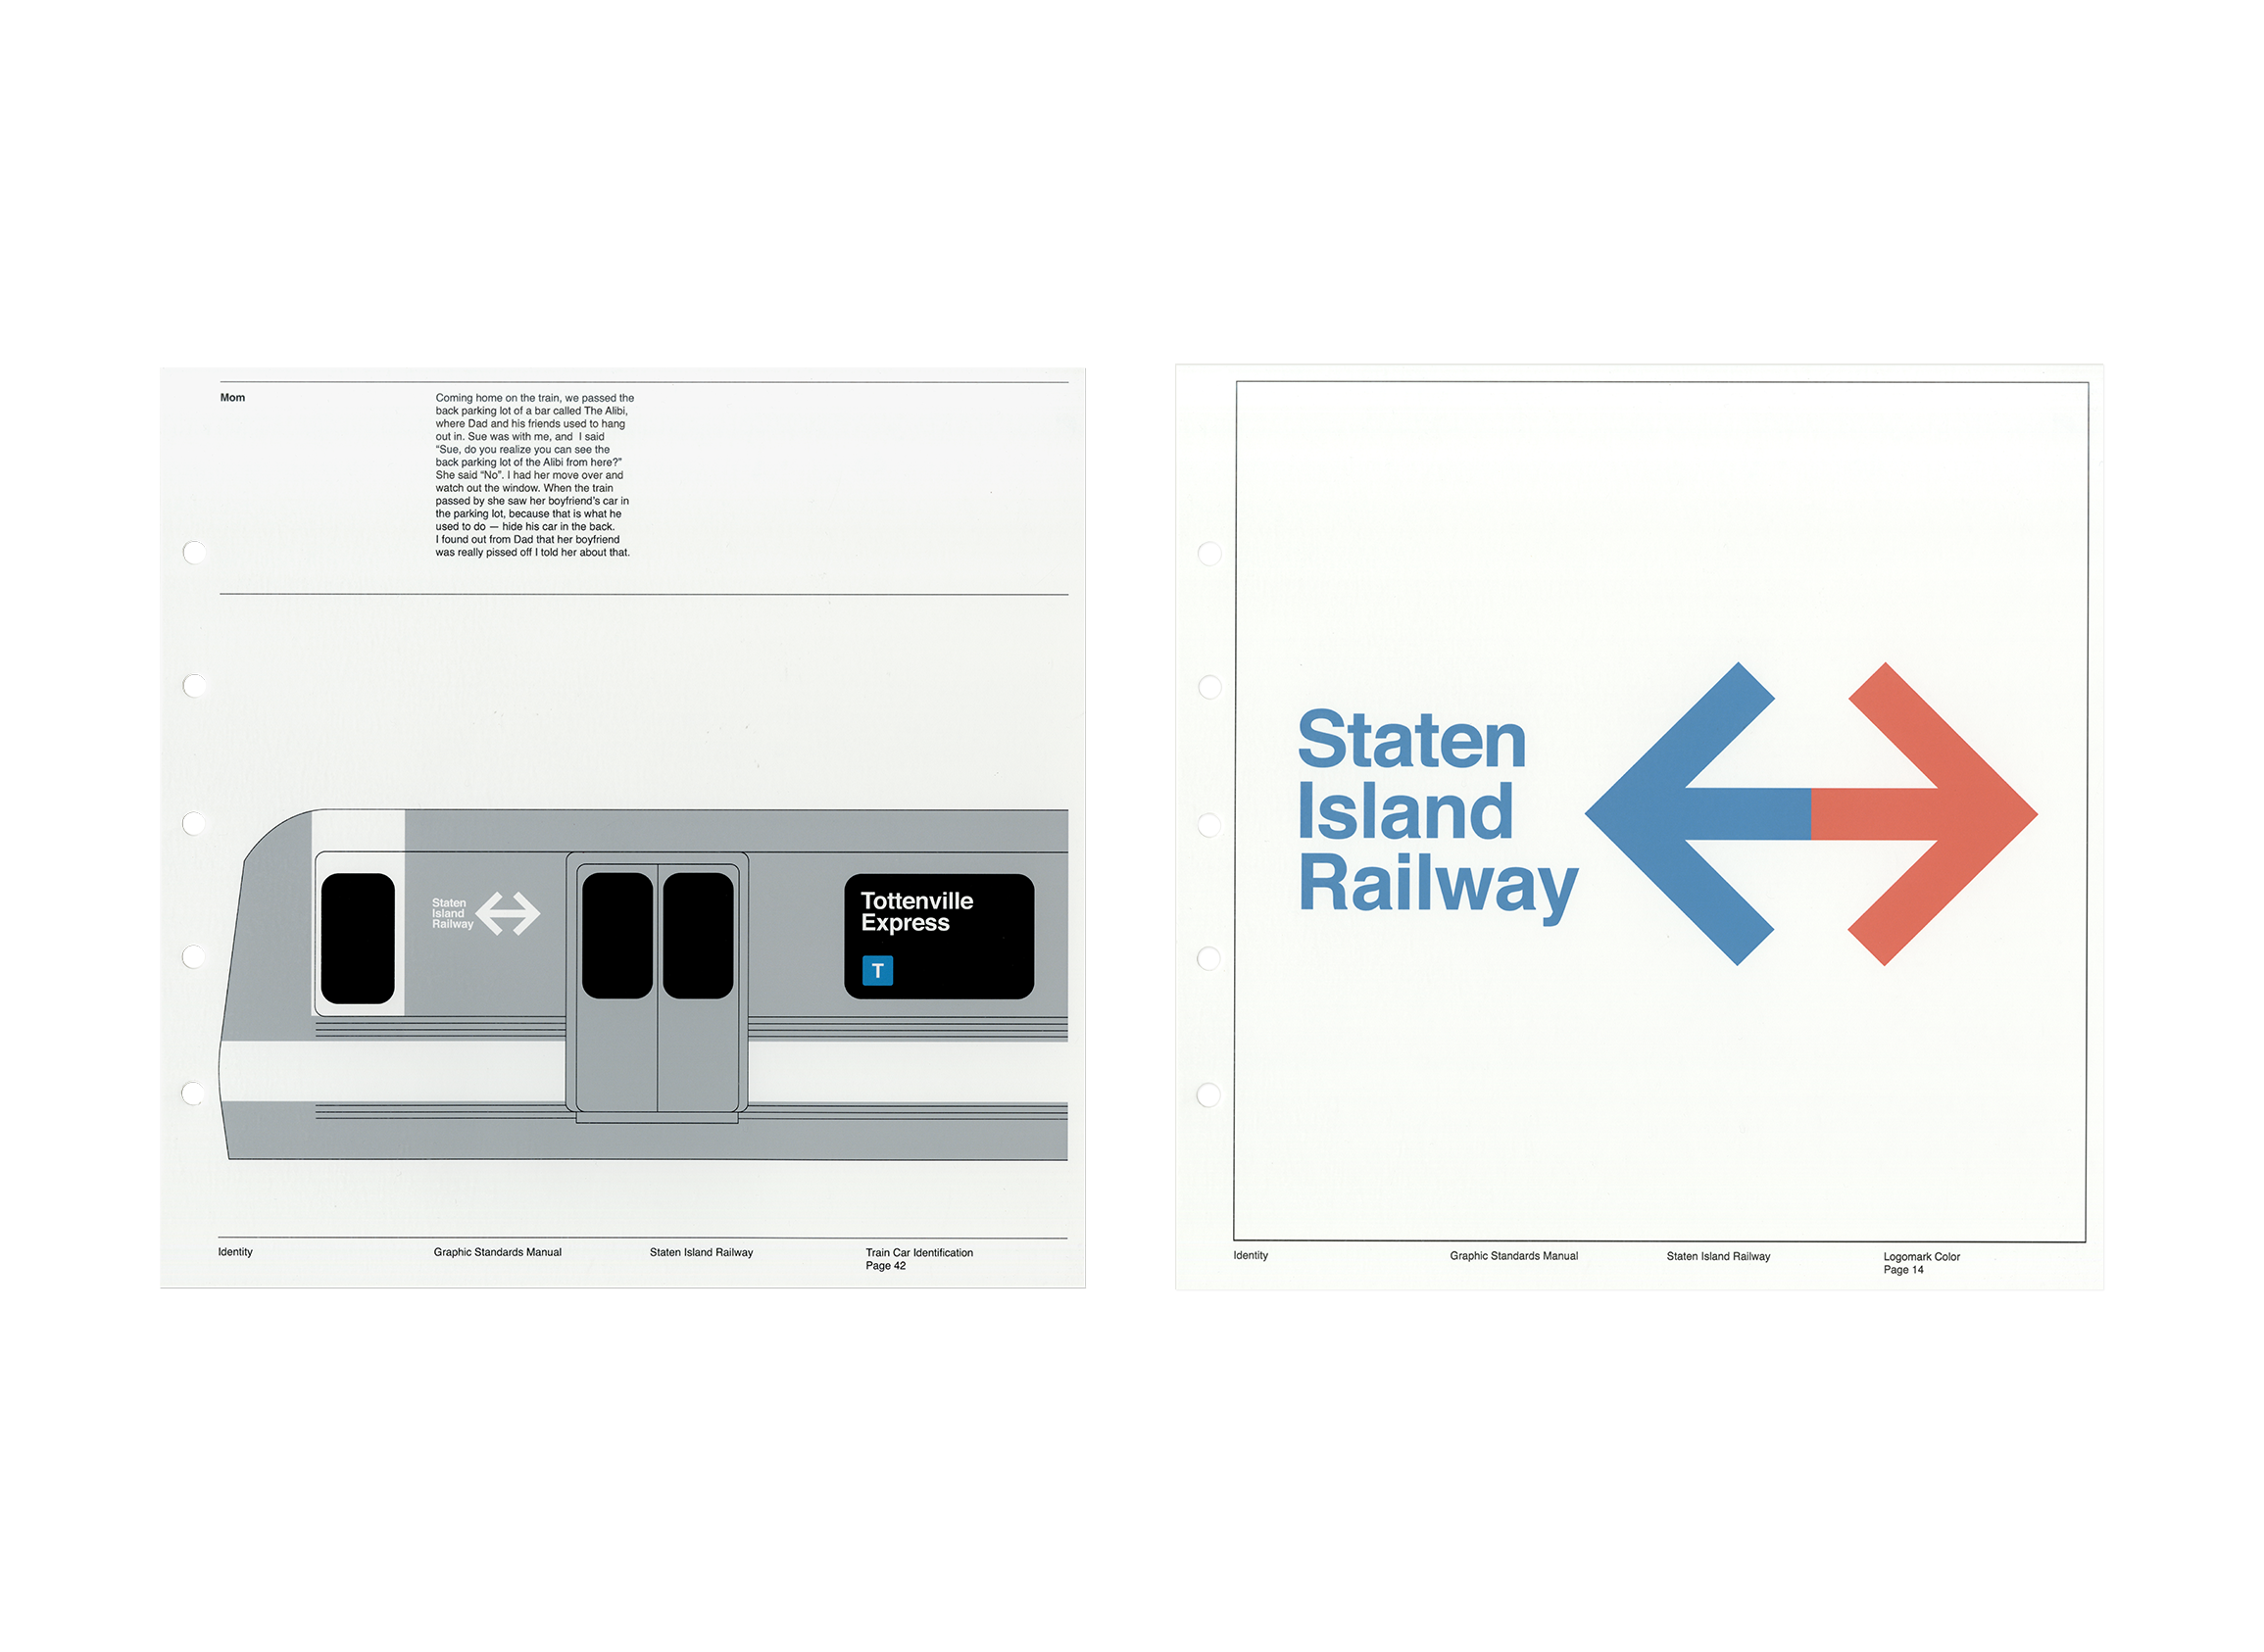 Mom
Coming home on the train, we passed the
back parking lot of a bar called The Alibi,
where Dad and his friends used to hang
out in. Sue was with me, and I said
“Sue, do you realize you can see the
back parking lot of the Alibi from here?”
She said “No”. I had her move over and
watch out the window. When the train
passed by she saw her boyfriend’s car in
the parking lot, because that is what he
used to do — hide his car in the back.
I found out from Dad that her boyfriend
was really pissed off I told her about that.
Staten
Island
Railway
Tottenville
Express
T
Identity
Graphic Standards Manual
Staten Island Railway
Train Car Identification
Page 42
Staten
Island
Railway
Identity
Graphic Standards Manual
Staten Island Railway
Logomark Color
Page 14